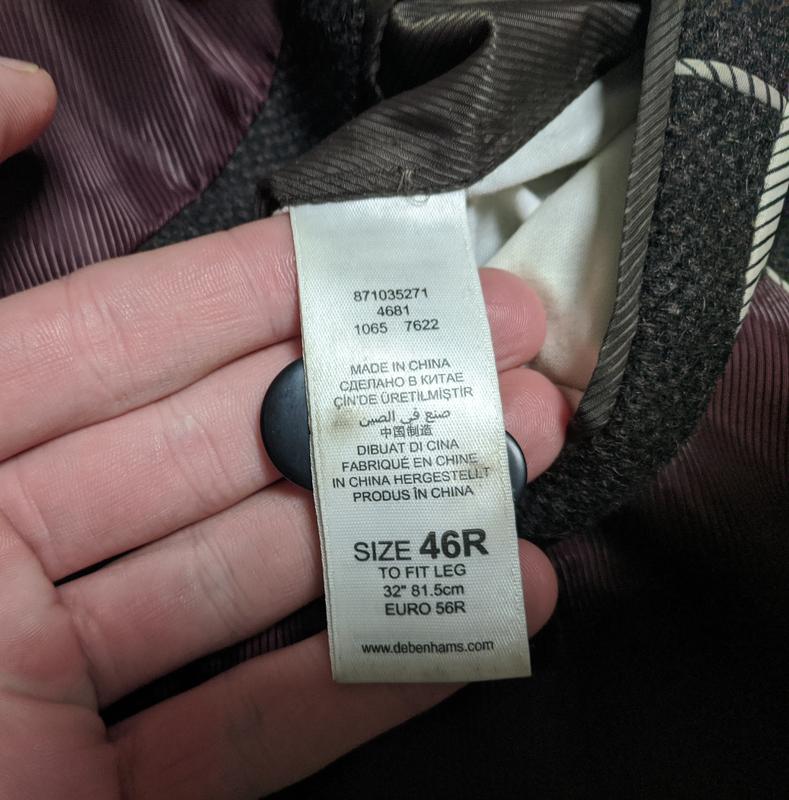 871035271
4681
1065 7622
MADE IN CHINA
СДЕЛАНО В КИТАЕ
ÇİN'DE ÜRETİLMİŞTİR
صنع في الصين
中国制造
DIBUAT DI CINA
FABRIQUÉ EN CHINE
IN CHINA HERGESTELLT
PRODUS ÎN CHINA
SIZE 46R
TO FIT LEG
32" 81.5cm
EURO 56R
www.debenhams.com